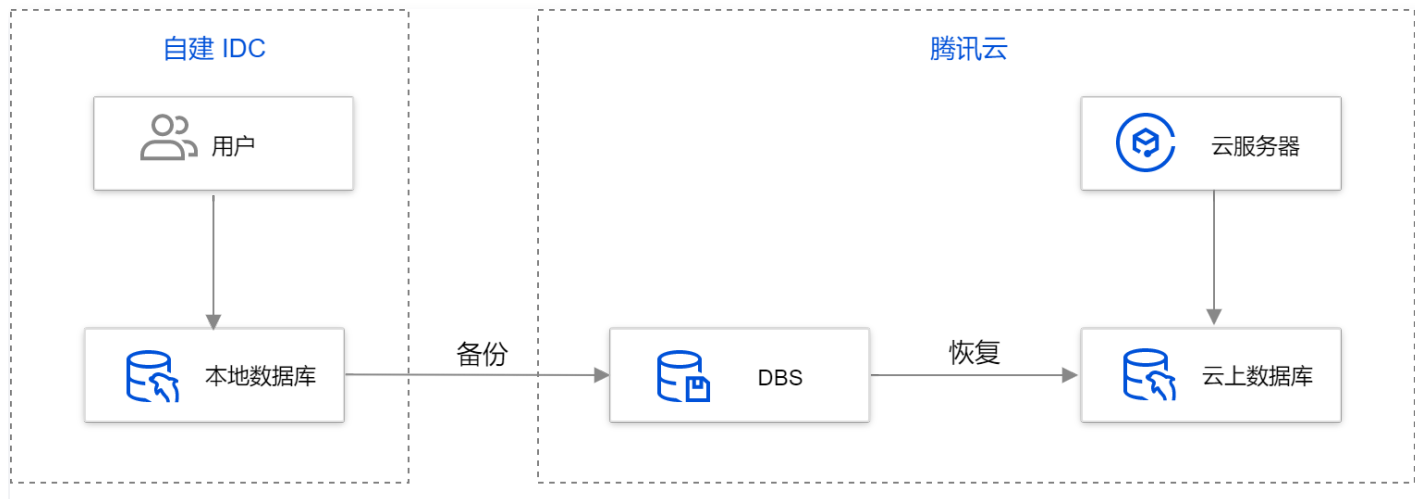 自建 IDC
腾讯云
用户
云服务器
备份
恢复
本地数据库
DBS
云上数据库